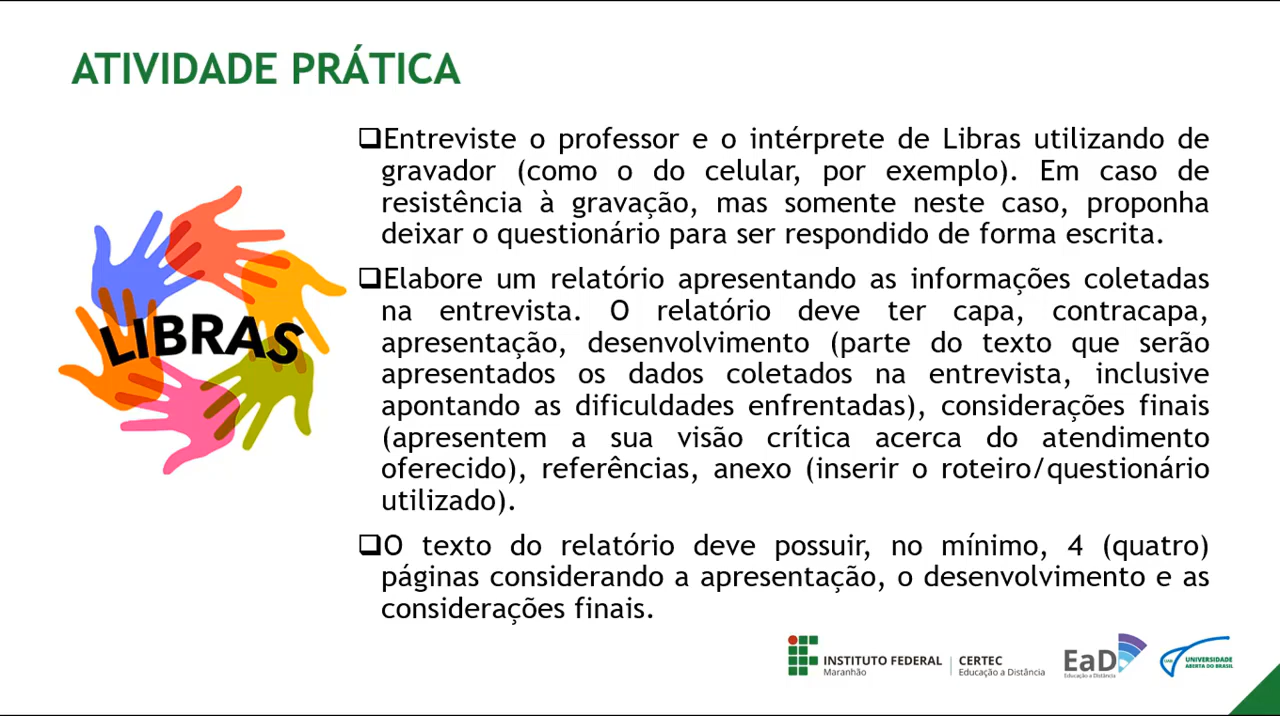 ATIVIDADE PRÁTICA
❑Entreviste o professor e o intérprete de Libras utilizando de
gravador (como o do celular, por exemplo). Em caso de
resistência à gravação, mas somente neste caso, proponha
deixar o questionário para ser respondido de forma escrita.
❑Elabore um relatório apresentando as informações coletadas
na entrevista. O relatório deve ter capa, contracapa,
apresentação, desenvolvimento (parte do texto que serão
apresentados os dados coletados na entrevista, inclusive
apontando as dificuldades enfrentadas), considerações finais
(apresentem a sua visão crítica acerca do atendimento
oferecido), referências, anexo (inserir o roteiro/questionário
utilizado).
❑O texto do relatório deve possuir, no mínimo, 4 (quatro)
páginas considerando a apresentação, o desenvolvimento e as
considerações finais.
LIBRAS
INSTITUTO FEDERAL
Maranhão
CERTEC
Educação a Distância
EaD
Educação a Distância
UAB
UNIVERSIDADE
ABERTA DO BRASIL